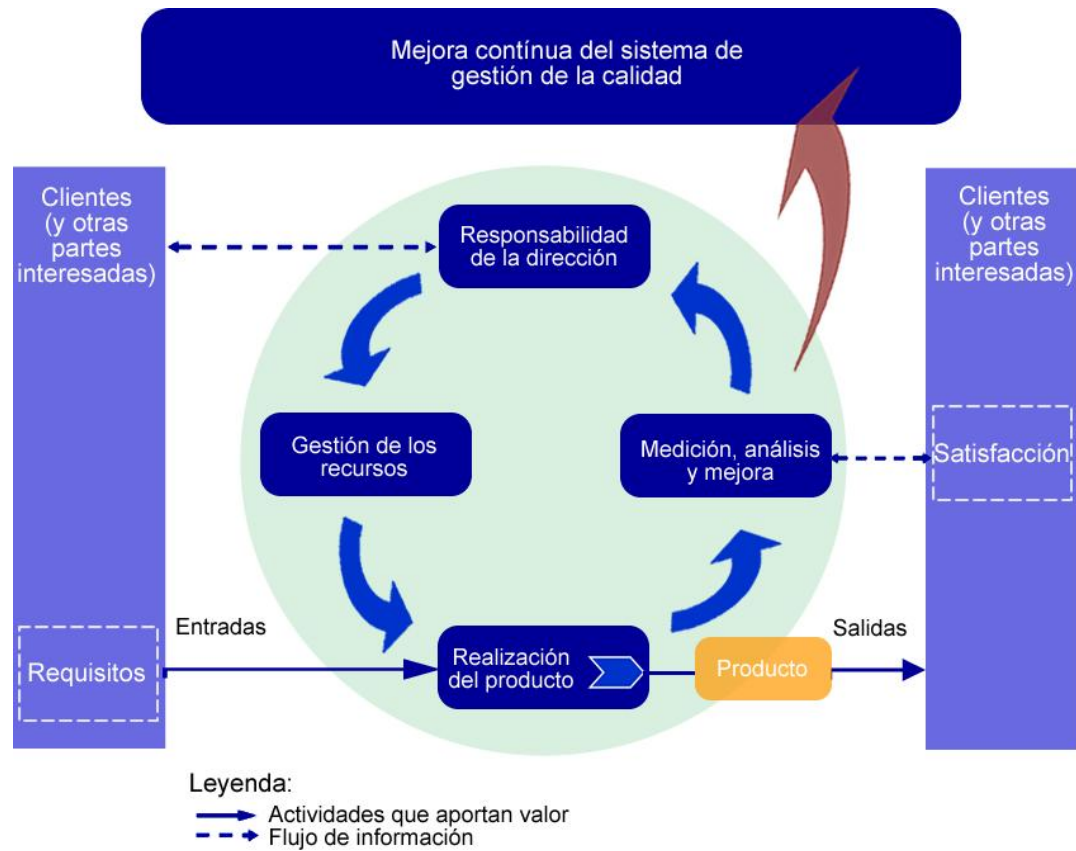 Mejora contínua del sistema de
gestión de la calidad
Clientes
(y otras
partes
interesadas)
Responsabilidad
de la dirección
Clientes
(y otras
partes
interesadas)
Gestión de los
recursos
Medición, análisis
y mejora
Satisfacción
Entradas
Requisitos
Realización
del producto
Producto
Salidas
Leyenda:
Actividades que aportan valor
Flujo de información